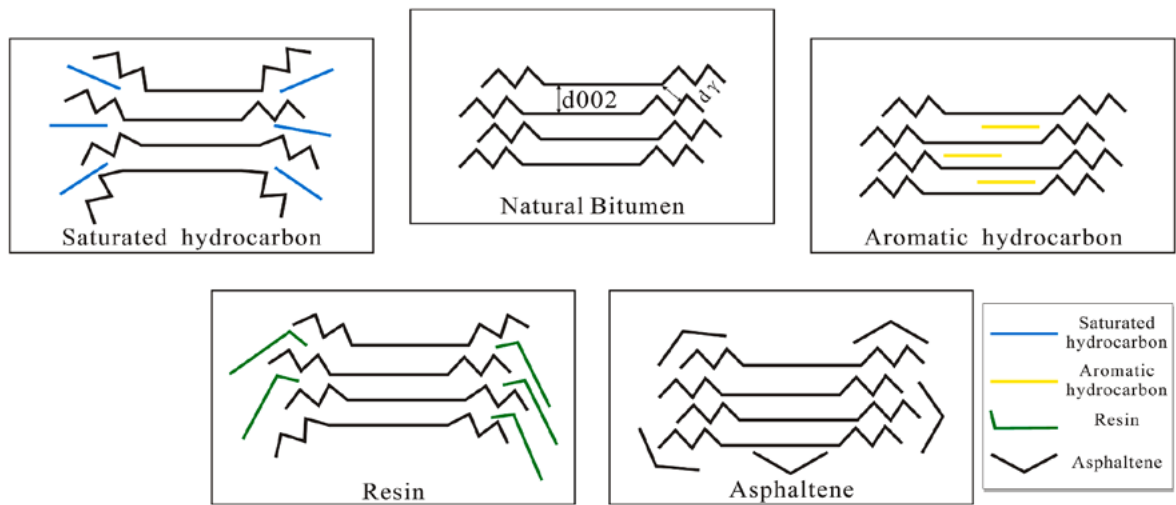 Saturated hydrocarbon
d002
dγ
Natural Bitumen
Aromatic hydrocarbon
Resin
Asphaltene
Saturated
hydrocarbon
Aromatic
hydrocarbon
Resin
Asphaltene